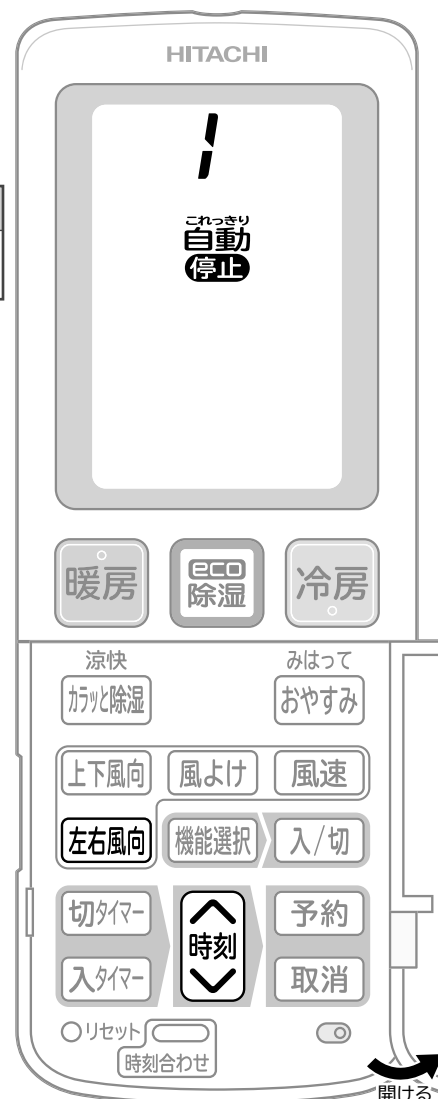 HITACHI
1
これっきり
自動
停止
暖房
eco
除湿
冷房
涼快
みはって
カラッと除湿
おやすみ
上下風向
風よけ
風速
左右風向
機能選択
入/切
切タイマー
時刻
予約
入タイマー
取消
リセット
時刻合わせ
開ける